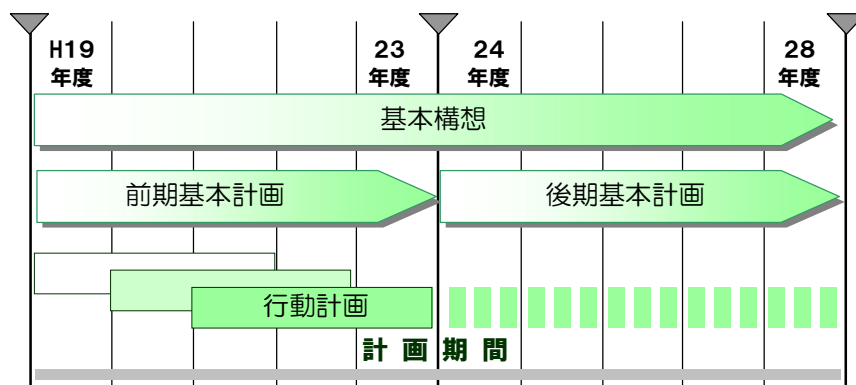 H19 23 24 28
年度 年度 年度 年度
基本構想
前期基本計画 後期基本計画
行動計画
計画期間